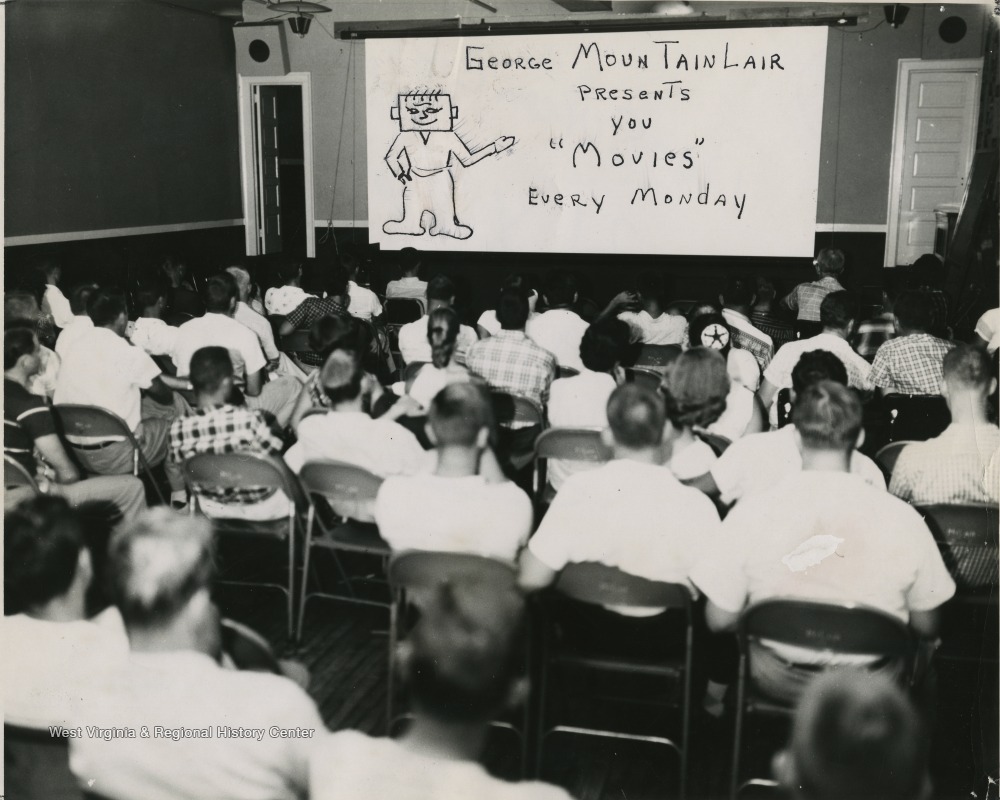 George MounTainLair
Presents
you
"Movies"
Every Monday
West Virginia & Regional History Center